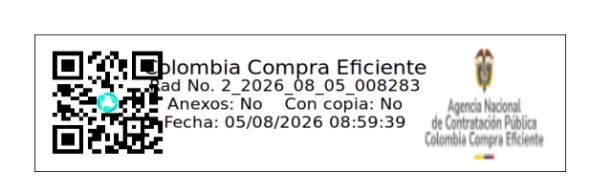 Colombia Compra Eficiente
Rad No. 2_2026_08_05_008283
Anexos: No Con copia: No
Fecha: 05/08/2026 08:59:39
Agencia Nacional
de Contratación Pública
Colombia Compra Eficiente